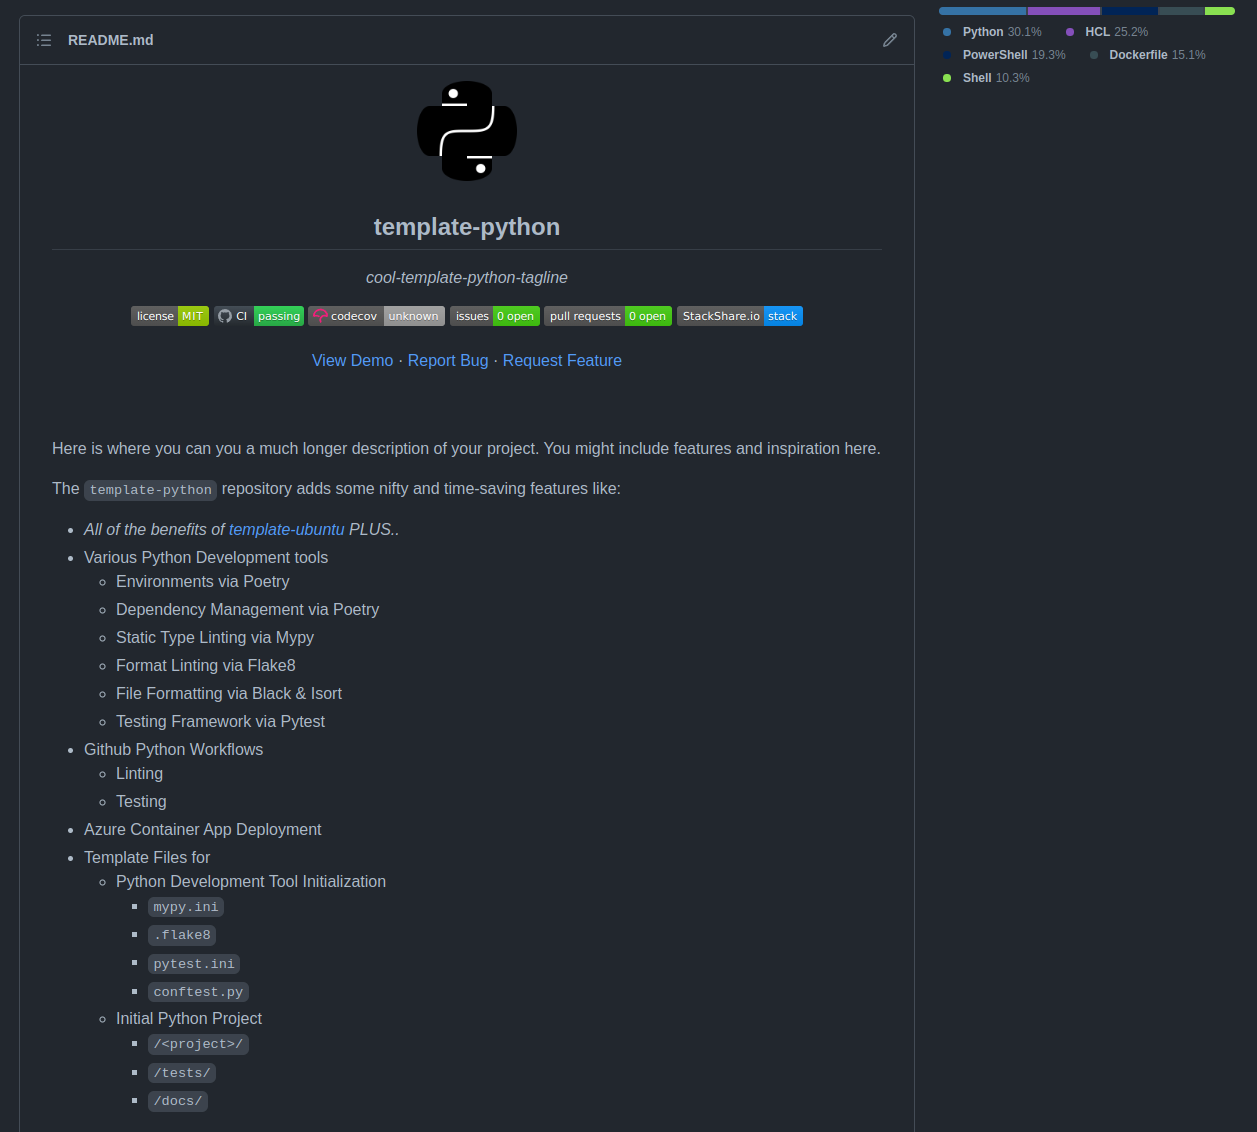 README.md
template-python
cool-template-python-tagline
license MIT CI passing codecov unknown issues 0 open pull requests 0 open StackShare.io stack
View Demo · Report Bug · Request Feature
Here is where you can you a much longer description of your project. You might include features and inspiration here.
The template-python repository adds some nifty and time-saving features like:
All of the benefits of template-ubuntu PLUS..
Various Python Development tools
Environments via Poetry
Dependency Management via Poetry
Static Type Linting via Mypy
Format Linting via Flake8
File Formatting via Black & Isort
Testing Framework via Pytest
Github Python Workflows
Linting
Testing
Azure Container App Deployment
Template Files for
Python Development Tool Initialization
mypy.ini
.flake8
pytest.ini
conftest.py
Initial Python Project
/<project>/
/tests/
/docs/
Python 30.1% HCL 25.2%
PowerShell 19.3% Dockerfile 15.1%
Shell 10.3%